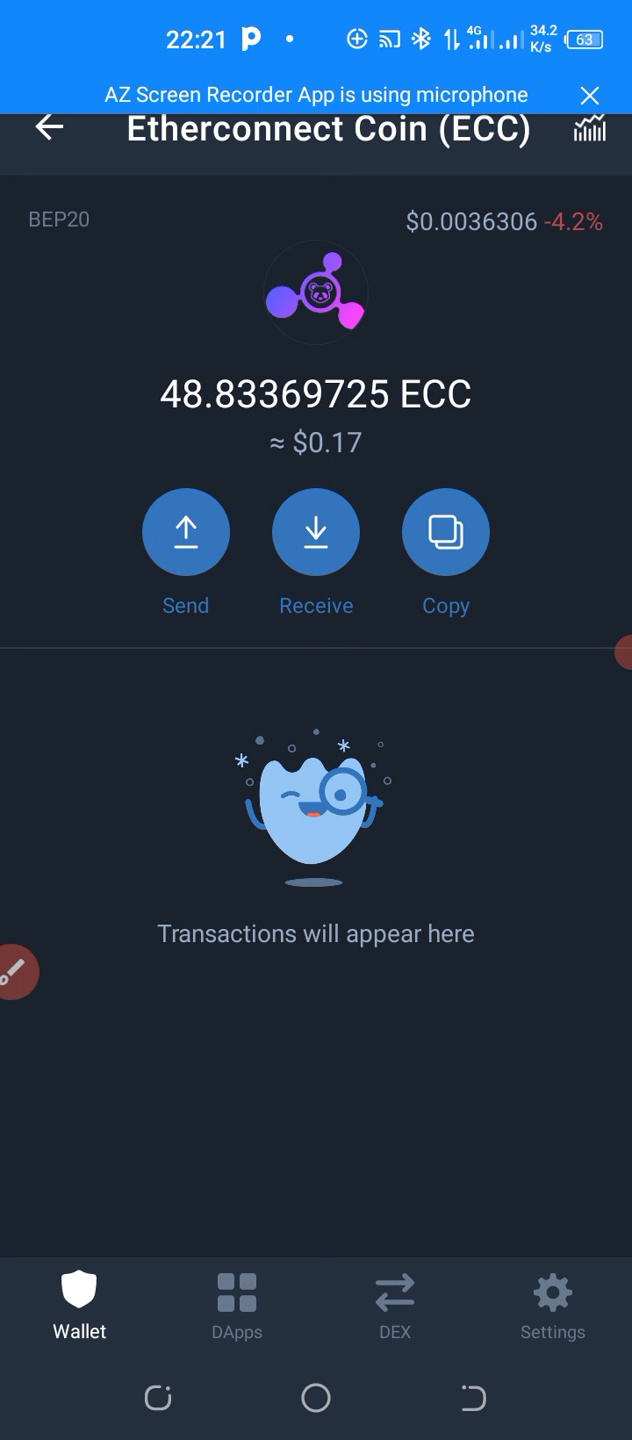 22:21
4G
34.2
K/s
63
AZ Screen Recorder App is using microphone
Etherconnect Coin (ECC)
BEP20
$0.0036306 -4.2%
48.83369725 ECC
≈ $0.17
Send
Receive
Copy
Transactions will appear here
Wallet
DApps
DEX
Settings